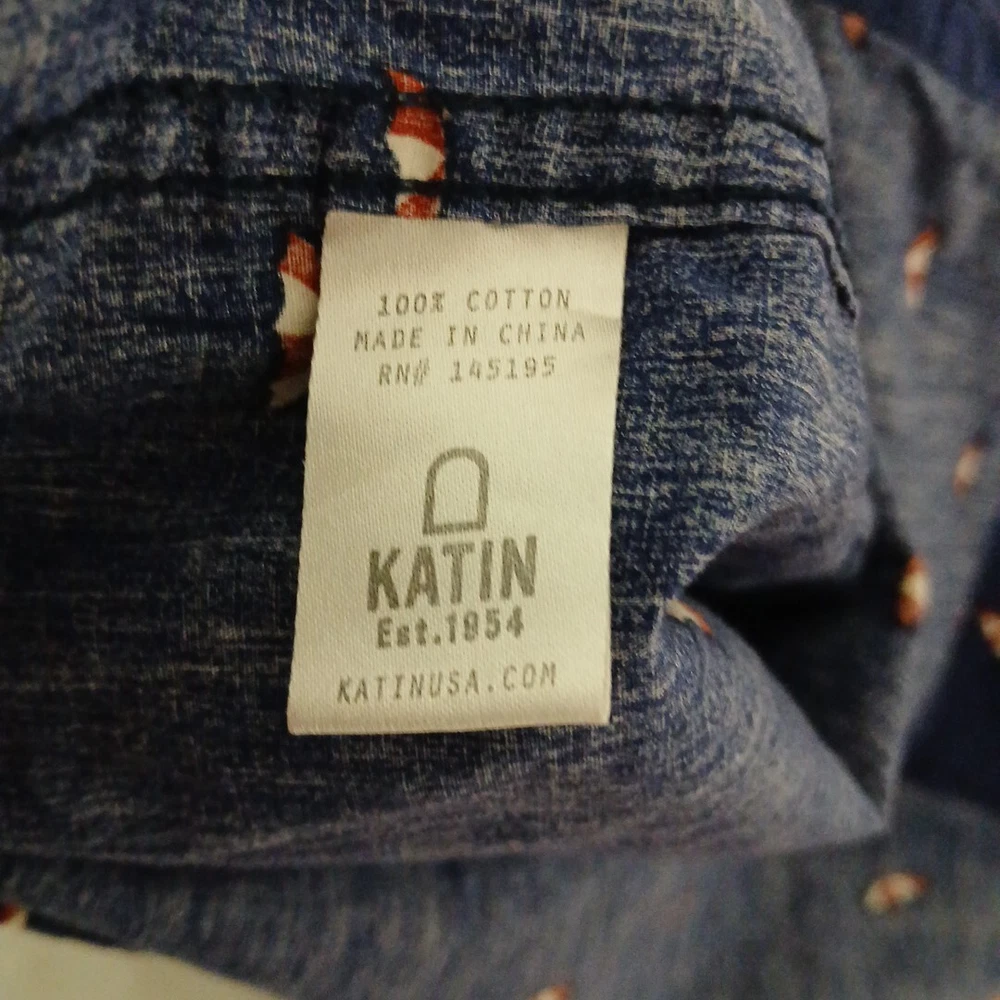 100% COTTON
MADE IN CHINA
RN# 145195
KATIN
Est.1954
KATINUSA.COM